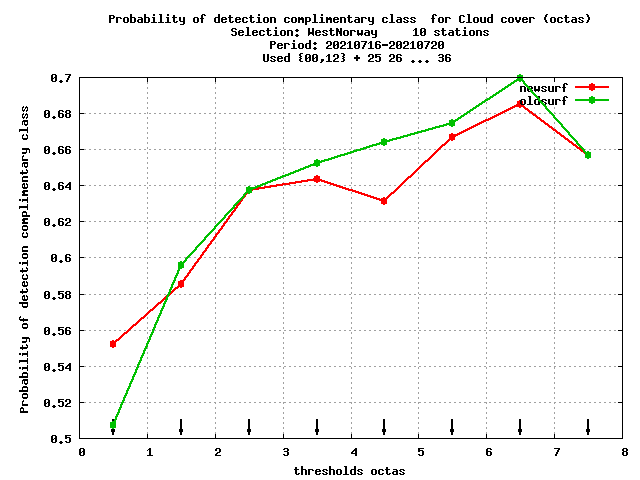 Probability of detection complimentary class  for Cloud cover (octas)
Selection: WestNorway     10 stations
Period: 20210716-20210720
Used {00,12} + 25 26 ... 36
Probability of detection complimentary class
0.7
0.68
0.66
0.64
0.62
0.6
0.58
0.56
0.54
0.52
0.5
newsurf
oldsurf
0 1 2 3 4 5 6 7 8
thresholds octas